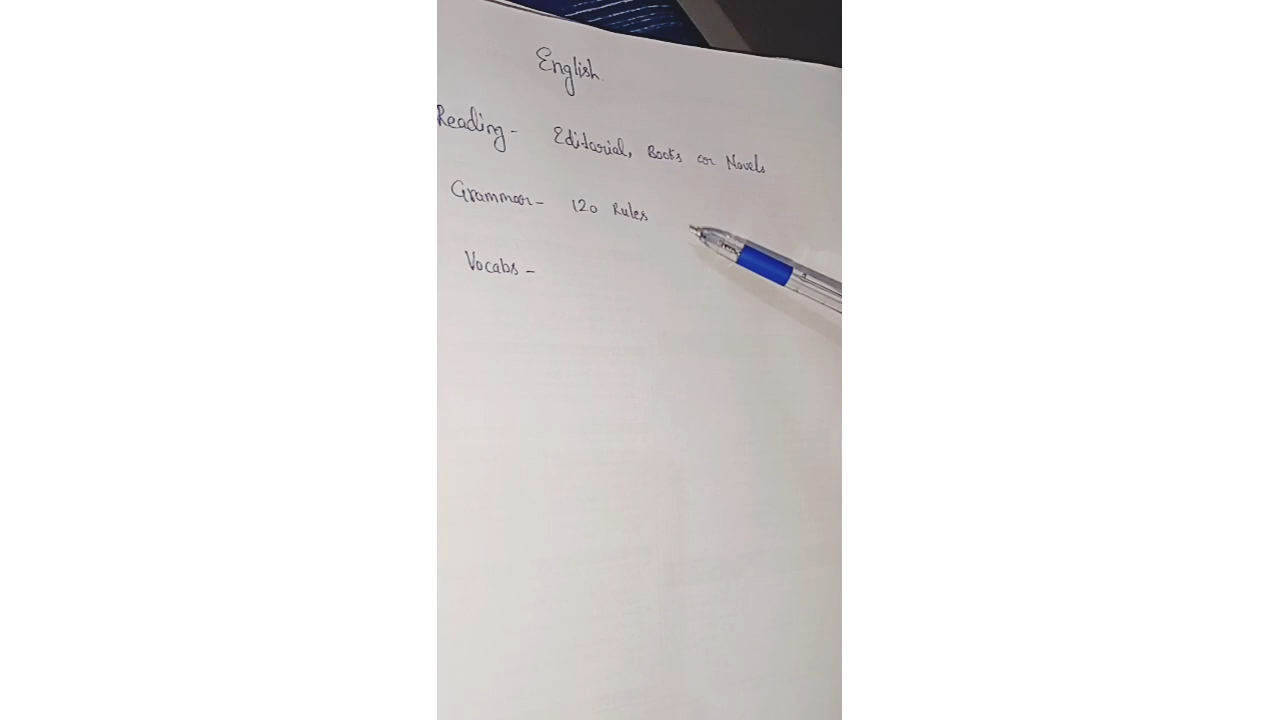 English
Reading - Editorial, Books or Novels
Grammar - 120 Rules
Vocabs -